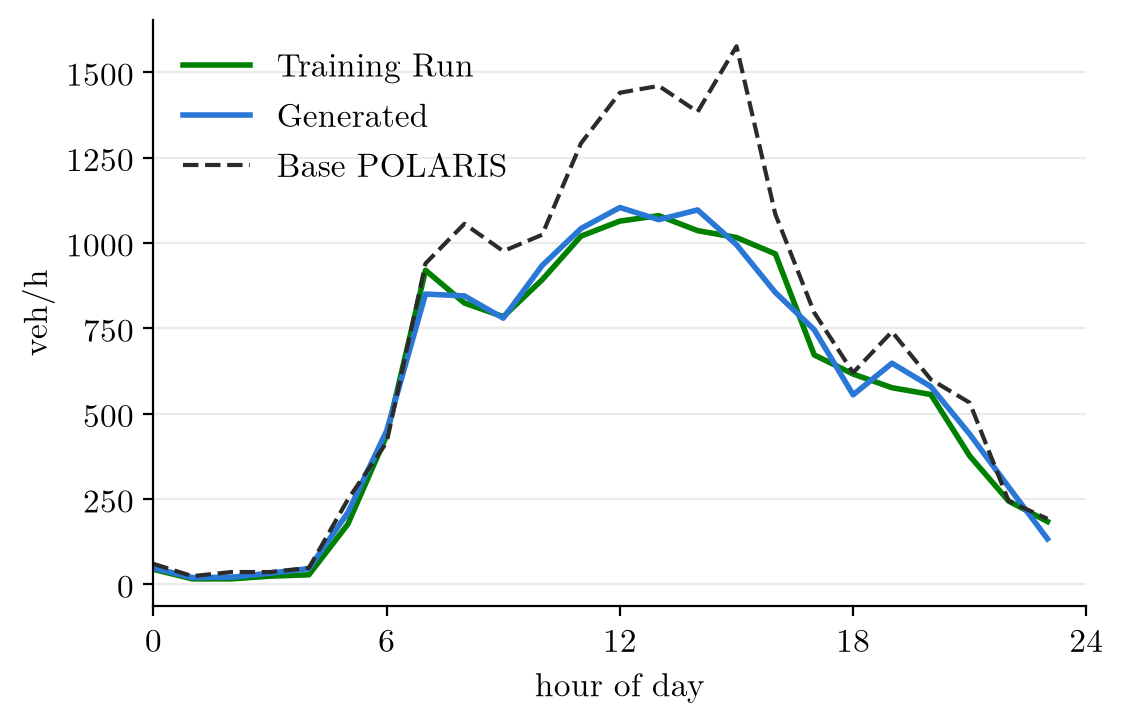 1500
1250
1000
750
500
250
0
veh/h
Training Run
Generated
Base POLARIS
0 6 12 18 24
hour of day